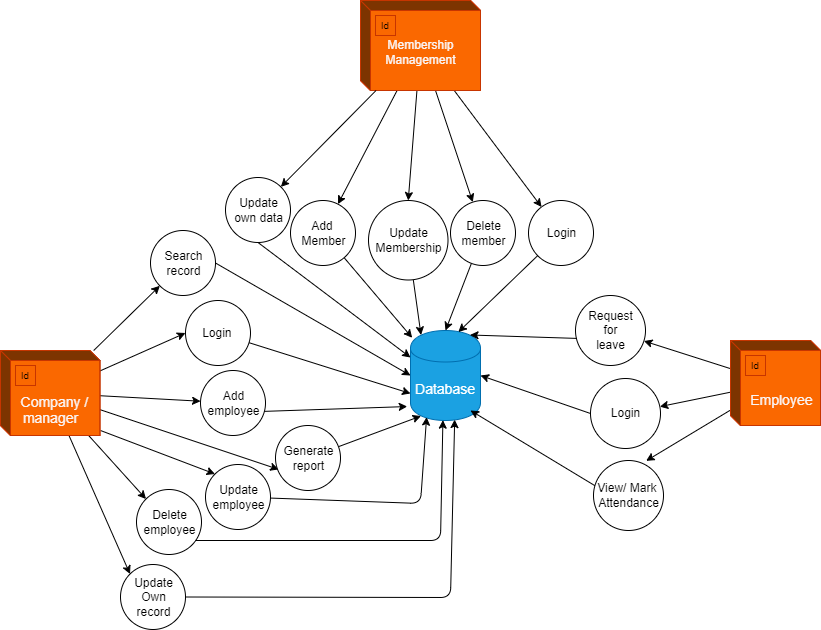 Id
Membership
Management
Update
own data
Add
Member
Update
Membership
Delete
member
Login
Search
record
Login
Add
employee
Generate
report
Update
employee
Delete
employee
Update
Own
record
Id
Company /
manager
Database
Request
for
leave
Login
View/ Mark
Attendance
Id
Employee